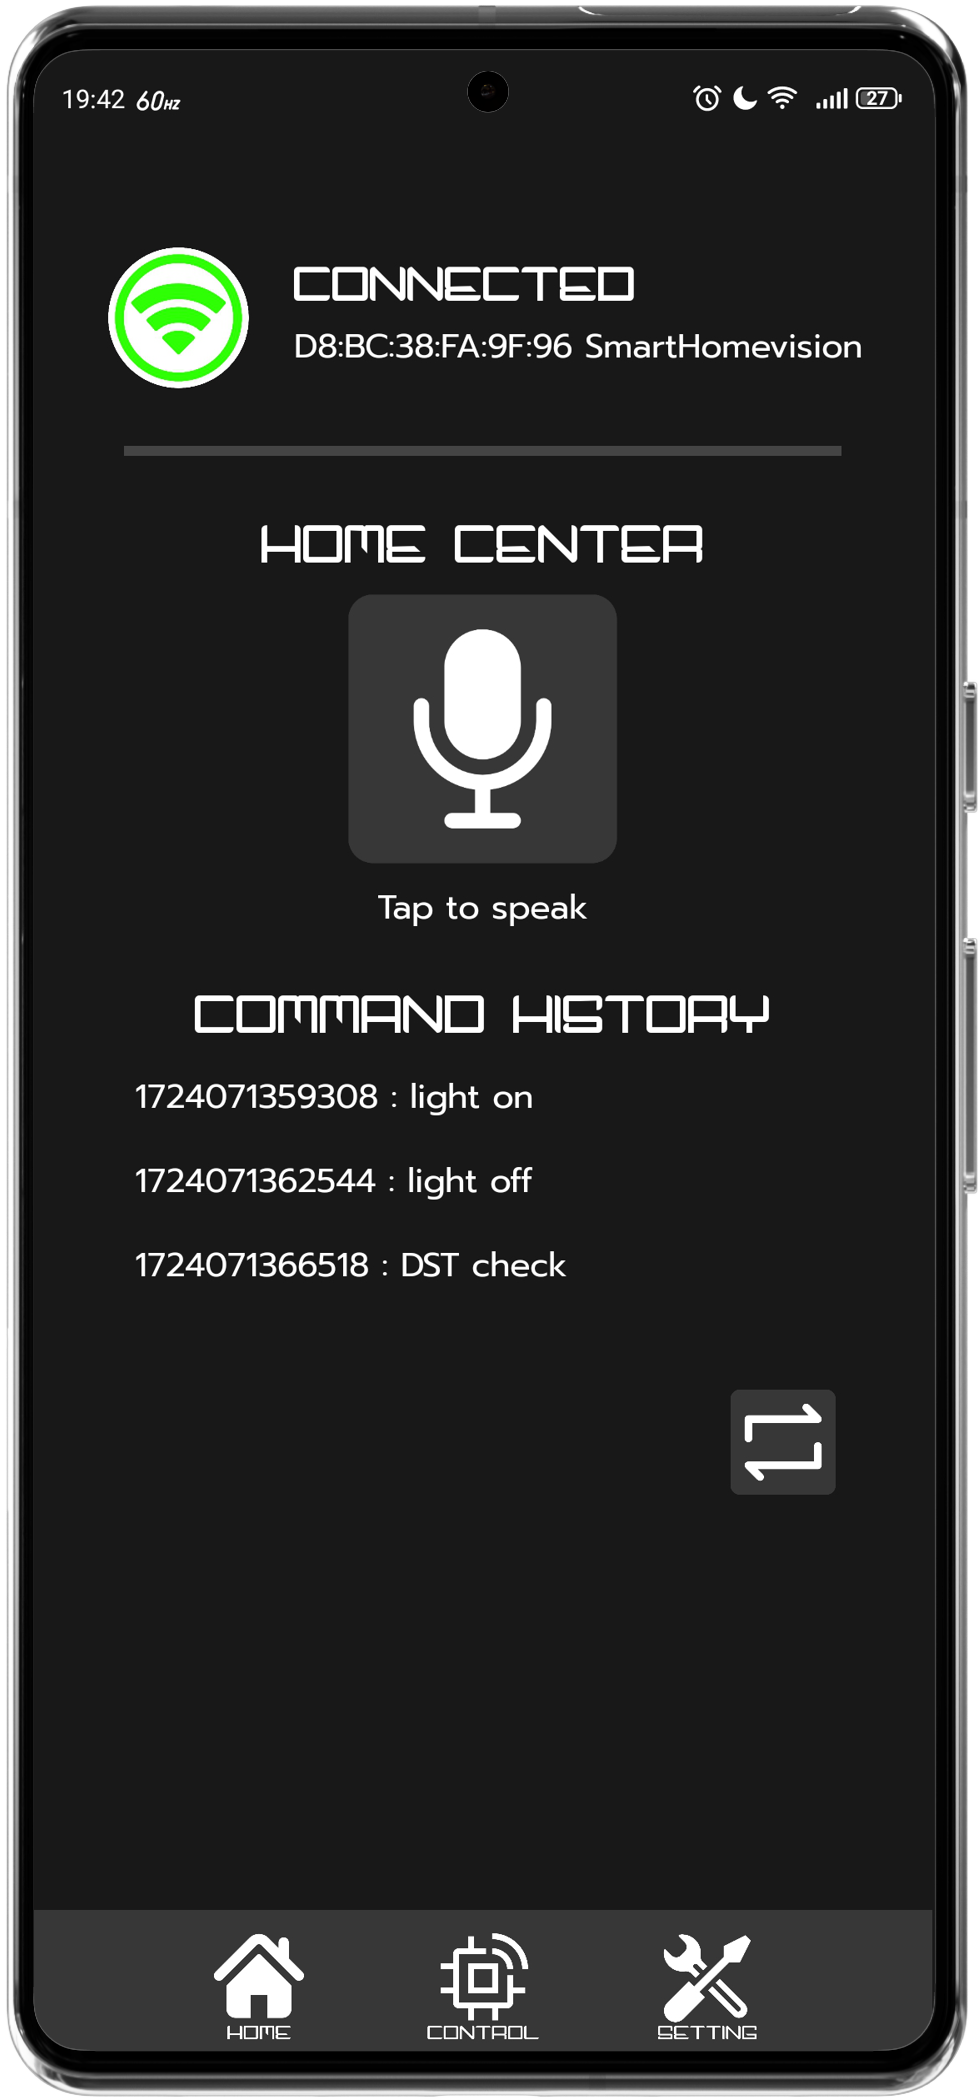 19:42 60HZ 27
CONNECTED
D8:BC:38:FA:9F:96 SmartHomevision
HOME CENTER
Tap to speak
COMMAND HISTORY
1724071359308 : light on
1724071362544 : light off
1724071366518 : DST check
HOME CONTROL SETTING